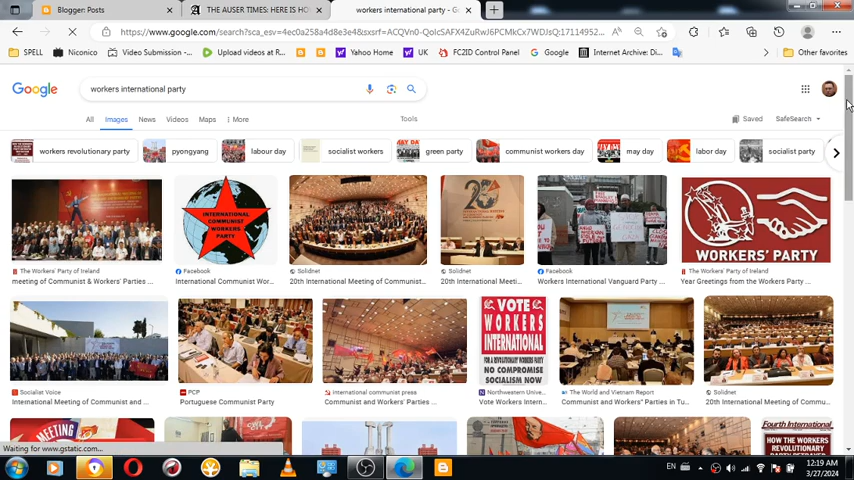 Blogger: Posts
THE AUSER TIMES: HERE IS HO
workers international party - Go
https://www.google.com/search?sca_esv=4ec0a258a4d8e3e4&sxsrf=ACQVn0-QolcSAFX4ZuRwJ6PCMkCx7WDJsQ:17114952...
SPELL
Niconico
Video Submission -...
Upload videos at R...
Yahoo Home
UK
FC2ID Control Panel
Google
Internet Archive: Di...
Other favorites
Google
workers international party
All
Images
News
Videos
Maps
More
Tools
Saved
SafeSearch
workers revolutionary party
pyongyang
labour day
socialist workers
green party
communist workers day
may day
labor day
socialist party
INTERNATIONAL
COMMUNIST
WORKERS
PARTY
20
WORKERS' PARTY
The Workers' Party of Ireland
meeting of Communist & Workers' Parties ...
Facebook
International Communist Wor...
Solidnet
20th International Meeting of Communist...
Solidnet
20th International Meeti...
Facebook
Workers International Vanguard Party ...
The Workers' Party of Ireland
Year Greetings from the Workers Party ...
VOTE
WORKERS
INTERNATIONAL
FOR A REVOLUTIONARY WORKERS PARTY
NO COMPROMISE
SOCIALISM NOW
Socialist Voice
International Meeting of Communist and ...
PCP
Portuguese Communist Party
international communist press
Communist and Workers' Parties ...
Northwestern Unive...
Vote Workers Intern...
The World and Vietnam Report
Communist and Workers" Parties in Tu...
Solidnet
20th International Meeting of Commu...
MEETING
Fourth International
HOW THE WORKERS
REVOLUTIONARY
Waiting for www.gstatic.com...
EN
12:19 AM
3/27/2024